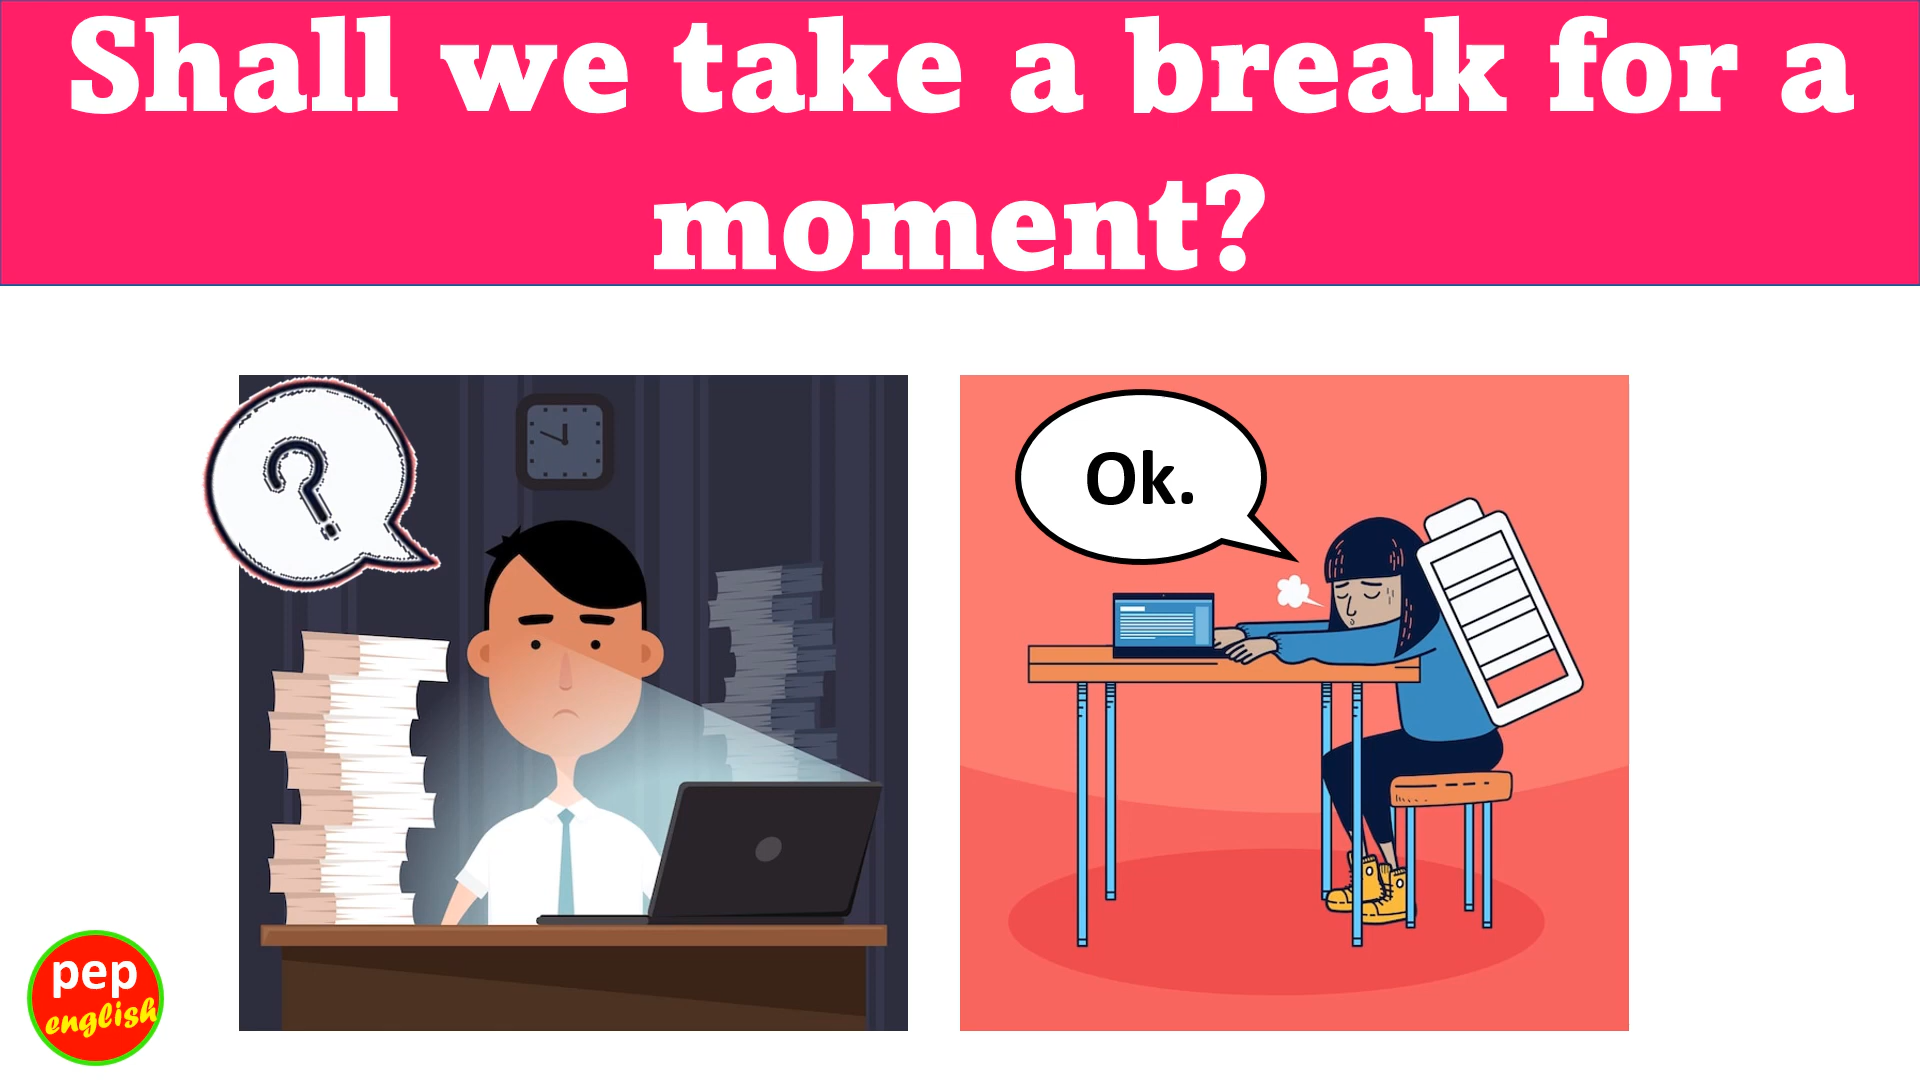 Shall we take a break for a
moment?
?
Ok.
pep
english